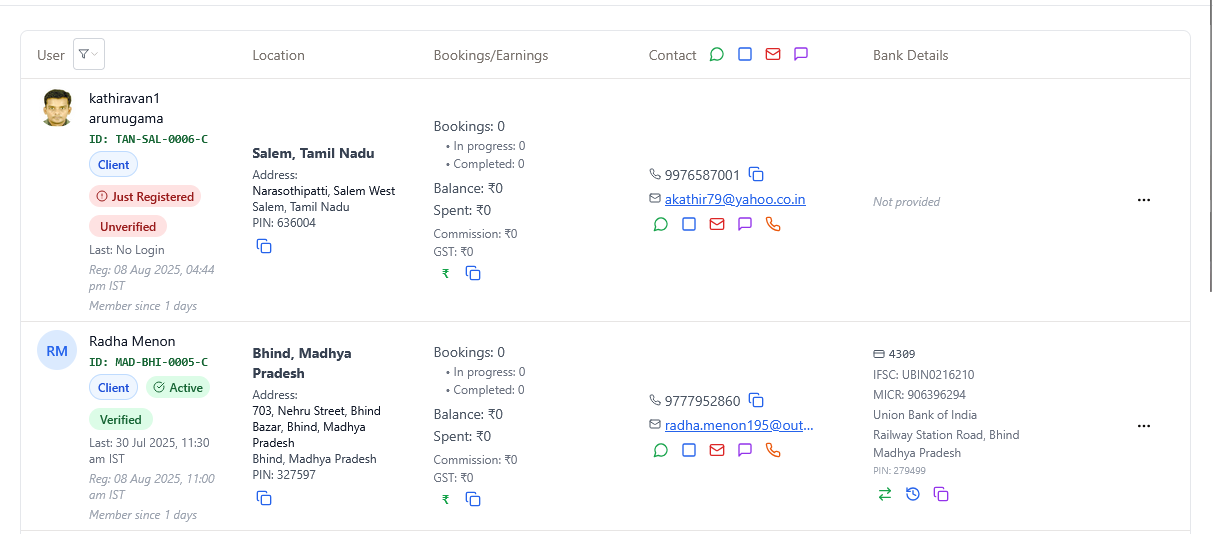 User
Location
Bookings/Earnings
Contact
Bank Details
kathiravan1
arumugama
ID: TAN-SAL-0006-C
Client
Just Registered
Unverified
Last: No Login
Reg: 08 Aug 2025, 04:44
pm IST
Member since 1 days
Salem, Tamil Nadu
Address:
Narasothipatti, Salem West
Salem, Tamil Nadu
PIN: 636004
Bookings: 0
• In progress: 0
• Completed: 0
Balance: ₹0
Spent: ₹0
Commission: ₹0
GST: ₹0
₹
9976587001
akathir79@yahoo.co.in
Not provided
RM
Radha Menon
ID: MAD-BHI-0005-C
Client
Active
Verified
Last: 30 Jul 2025, 11:30
am IST
Reg: 08 Aug 2025, 11:00
am IST
Member since 1 days
Bhind, Madhya
Pradesh
Address:
703, Nehru Street, Bhind
Bazar, Bhind, Madhya
Pradesh
Bhind, Madhya Pradesh
PIN: 327597
Bookings: 0
• In progress: 0
• Completed: 0
Balance: ₹0
Spent: ₹0
Commission: ₹0
GST: ₹0
₹
9777952860
radha.menon195@out...
4309
IFSC: UBIN0216210
MICR: 906396294
Union Bank of India
Railway Station Road, Bhind
Madhya Pradesh
PIN: 279499